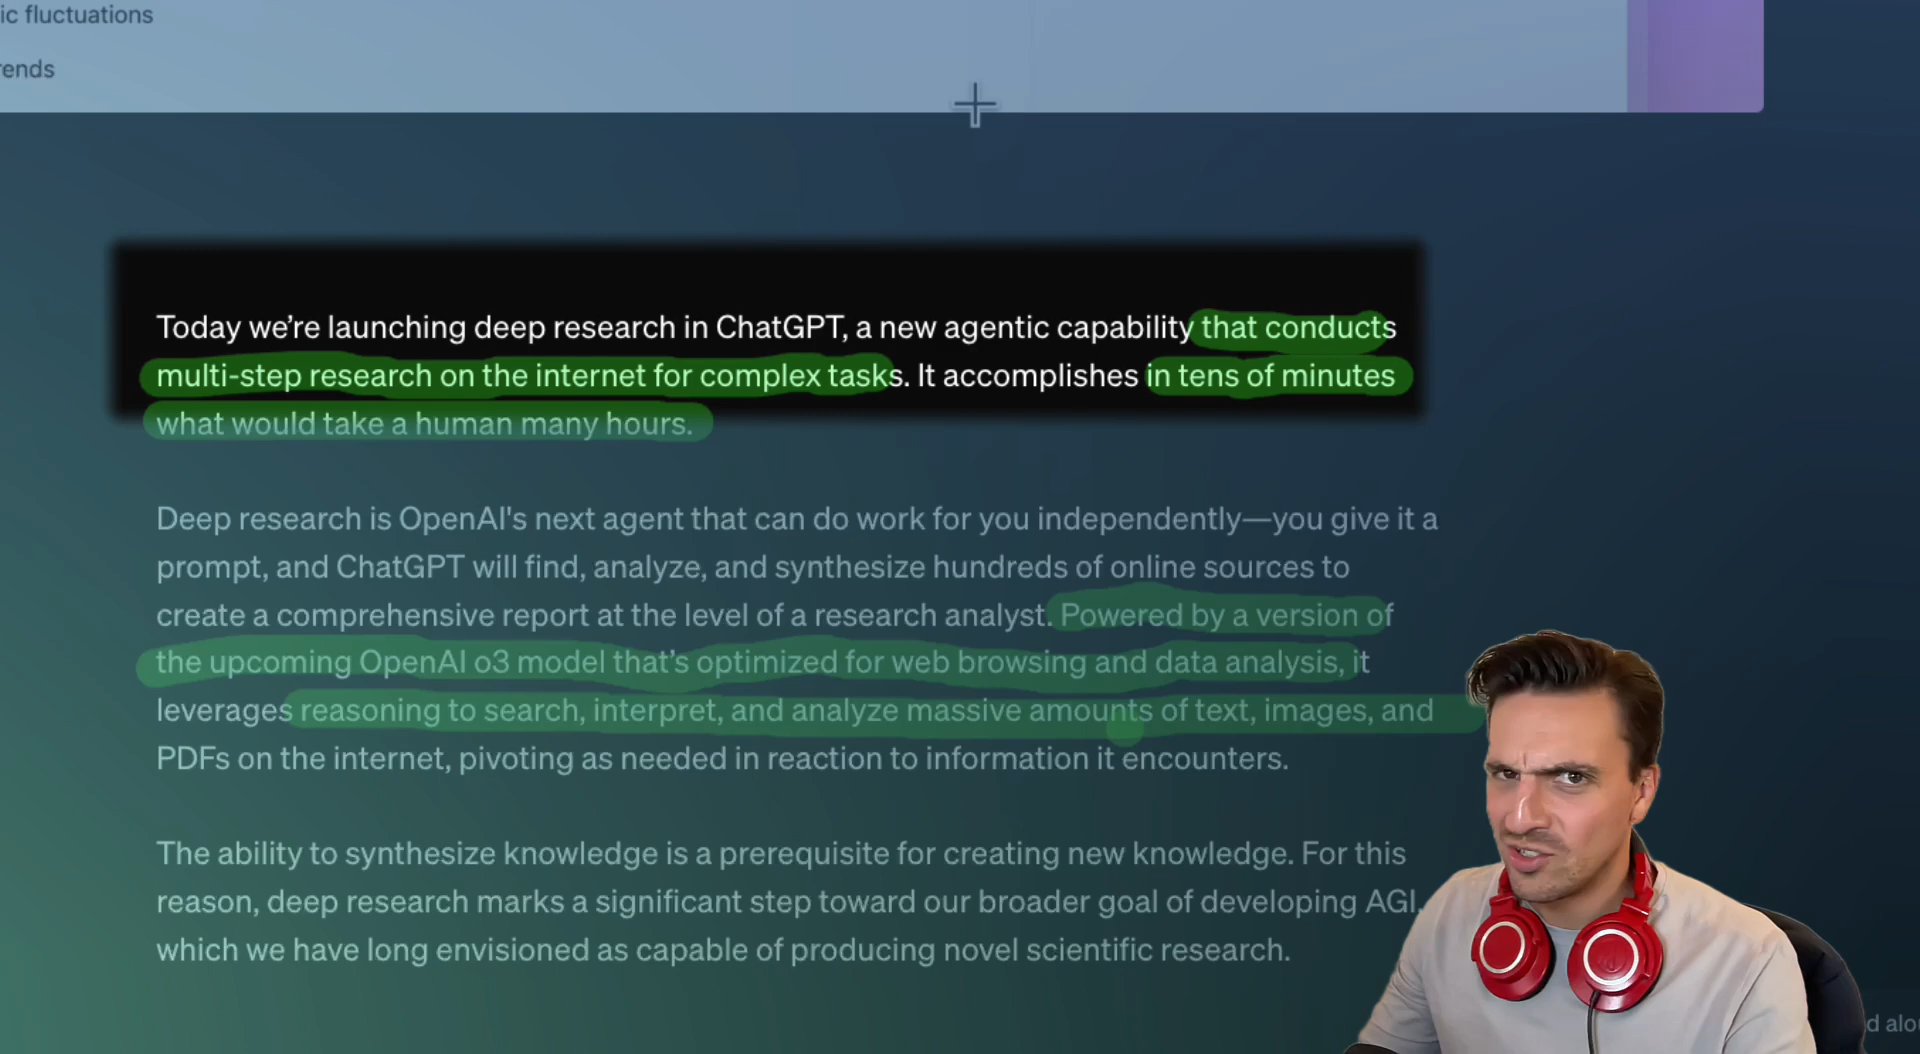 ic fluctuations
rends
Today we’re launching deep research in ChatGPT, a new agentic capability that conducts
multi-step research on the internet for complex tasks. It accomplishes in tens of minutes
what would take a human many hours.
Deep research is OpenAI's next agent that can do work for you independently—you give it a
prompt, and ChatGPT will find, analyze, and synthesize hundreds of online sources to
create a comprehensive report at the level of a research analyst. Powered by a version of
the upcoming OpenAI o3 model that’s optimized for web browsing and data analysis, it
leverages reasoning to search, interpret, and analyze massive amounts of text, images, and
PDFs on the internet, pivoting as needed in reaction to information it encounters.
The ability to synthesize knowledge is a prerequisite for creating new knowledge. For this
reason, deep research marks a significant step toward our broader goal of developing AGI,
which we have long envisioned as capable of producing novel scientific research.
d alo